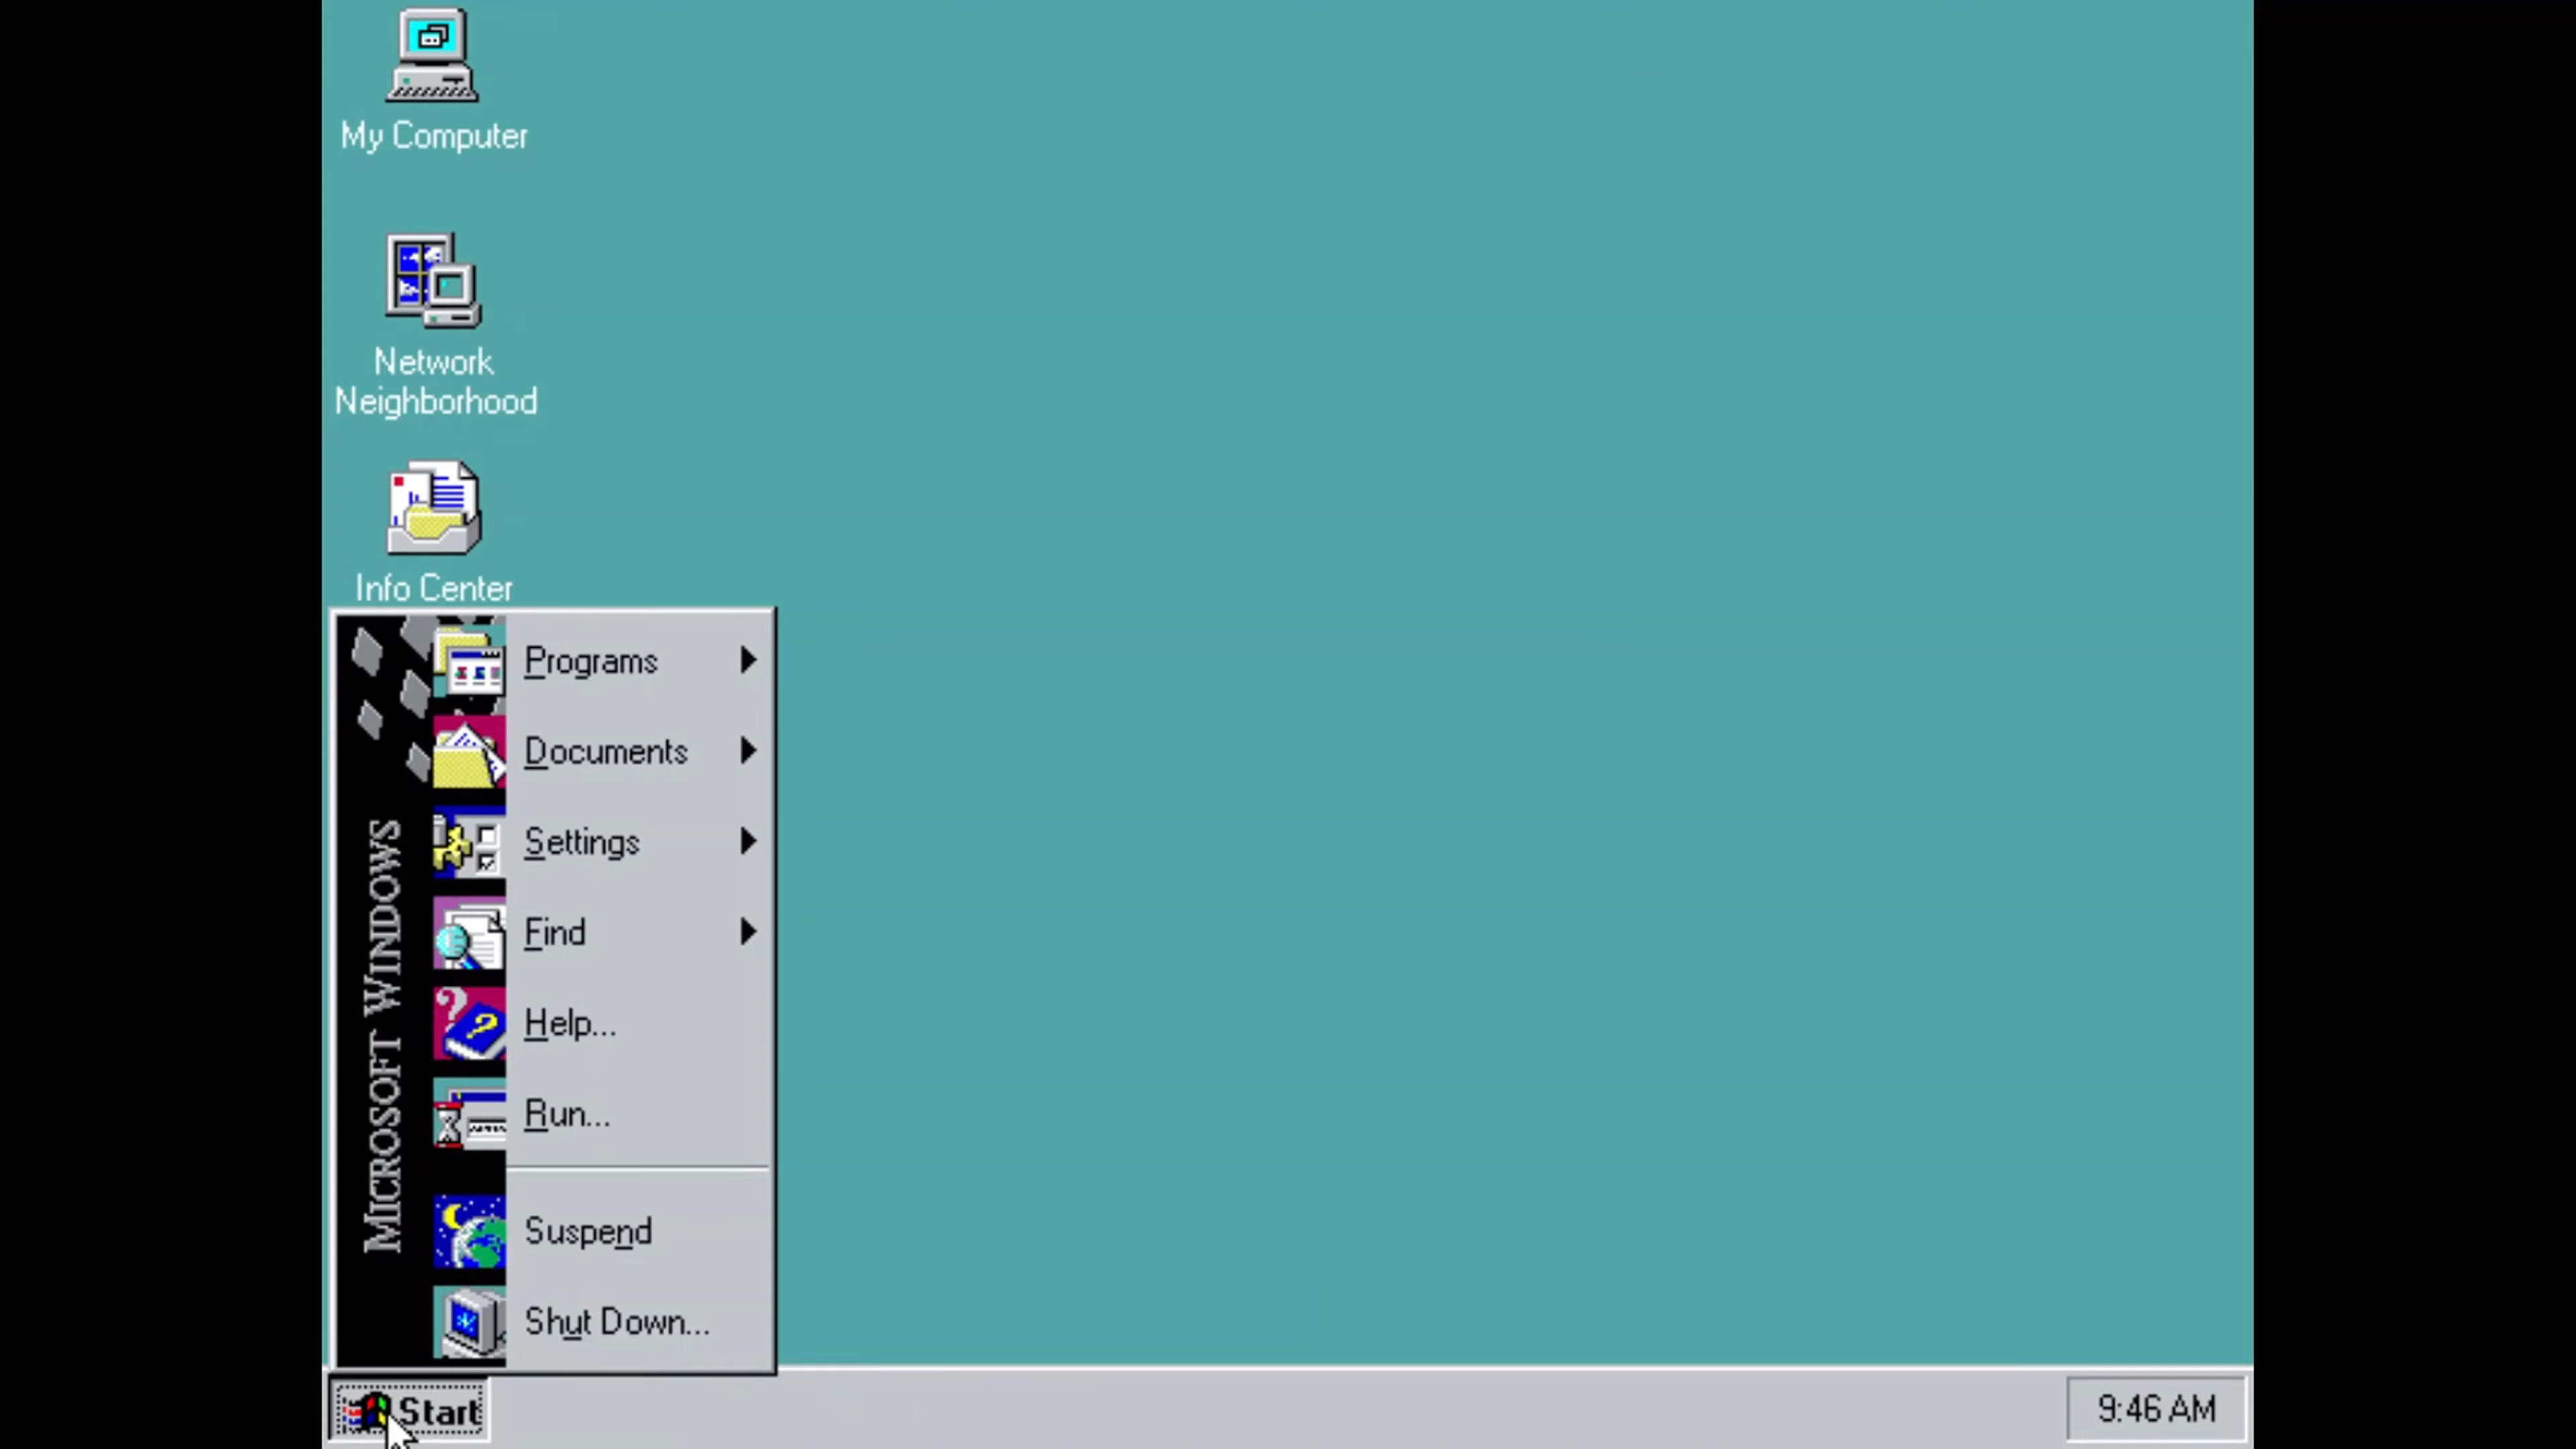 My Computer
Network
Neighborhood
Info Center
MICROSOFT WINDOWS
Programs
Documents
Settings
Find
Help...
Run...
Suspend
Shut Down...
Start
9:46 AM